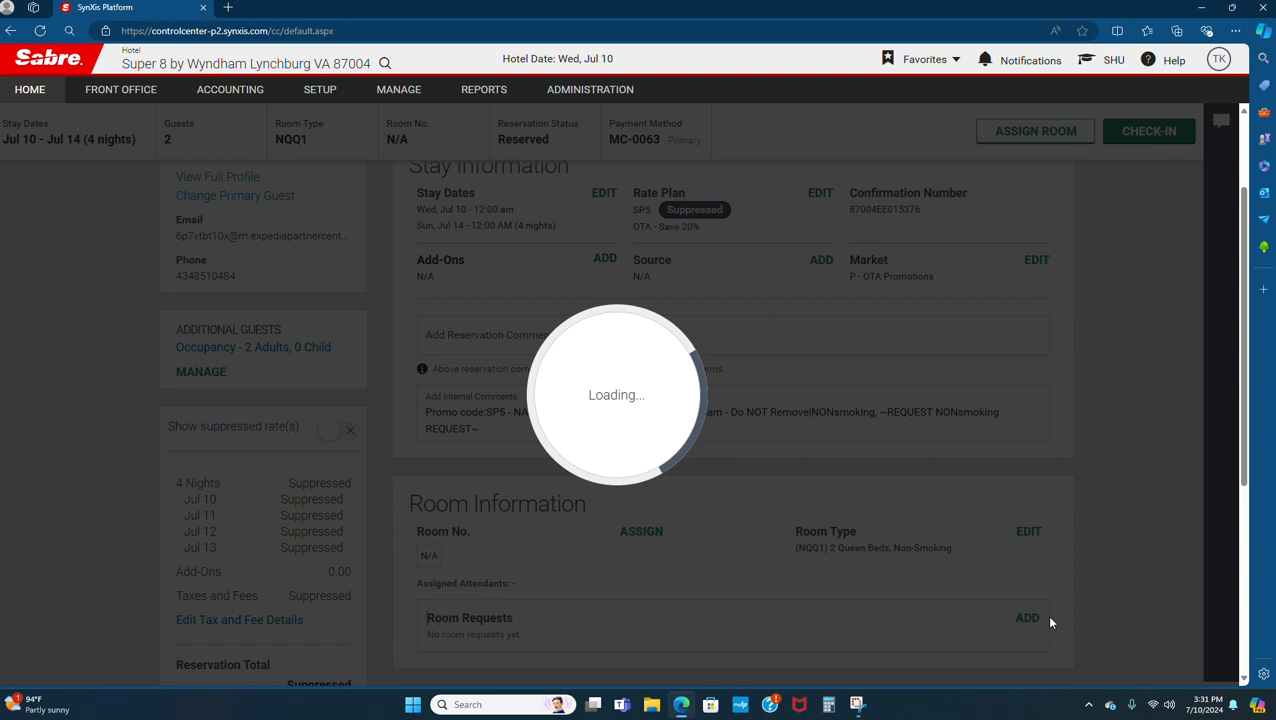 SynXis Platform
https://controlcenter-p2.synxis.com/cc/default.aspx
Sabre.
Hotel
Super 8 by Wyndham Lynchburg VA 87004
Hotel Date: Wed, Jul 10
Favorites
Notifications
SHU
Help
TK
HOME
FRONT OFFICE
ACCOUNTING
SETUP
MANAGE
REPORTS
ADMINISTRATION
Stay Dates
Jul 10 - Jul 14 (4 nights)
Guests
2
Room Type
NQQ1
Room No.
N/A
Reservation Status
Reserved
Payment Method
MC-0063 Primary
ASSIGN ROOM
CHECK-IN
View Full Profile
Change Primary Guest
Email
6p7vtbt10x@m.expediapartnercent...
Phone
4348510484
ADDITIONAL GUESTS
Occupancy - 2 Adults, 0 Child
MANAGE
Show suppressed rate(s)
4 Nights Suppressed
Jul 10 Suppressed
Jul 11 Suppressed
Jul 12 Suppressed
Jul 13 Suppressed
Add-Ons 0.00
Taxes and Fees Suppressed
Edit Tax and Fee Details
Reservation Total
Suppressed
Stay Information
Stay Dates EDIT
Wed, Jul 10 - 12:00 am
Sun, Jul 14 - 12:00 AM (4 nights)
Rate Plan EDIT
SP5 Suppressed
OTA - Save 20%
Confirmation Number
87004EE015376
Add-Ons ADD
N/A
Source ADD
N/A
Market EDIT
P - OTA Promotions
Add Reservation Commen
Above reservation com rms.
Add Internal Comments
Promo code:SP5 - NA am - Do NOT Remove|NONsmoking, ~REQUEST NONsmoking
REQUEST~
Loading...
Room Information
Room No. ASSIGN
N/A
Room Type EDIT
(NQQ1) 2 Queen Beds, Non-Smoking
Assigned Attendants: -
Room Requests ADD
No room requests yet
1
94°F
Partly sunny
Search
3:31 PM
7/10/2024